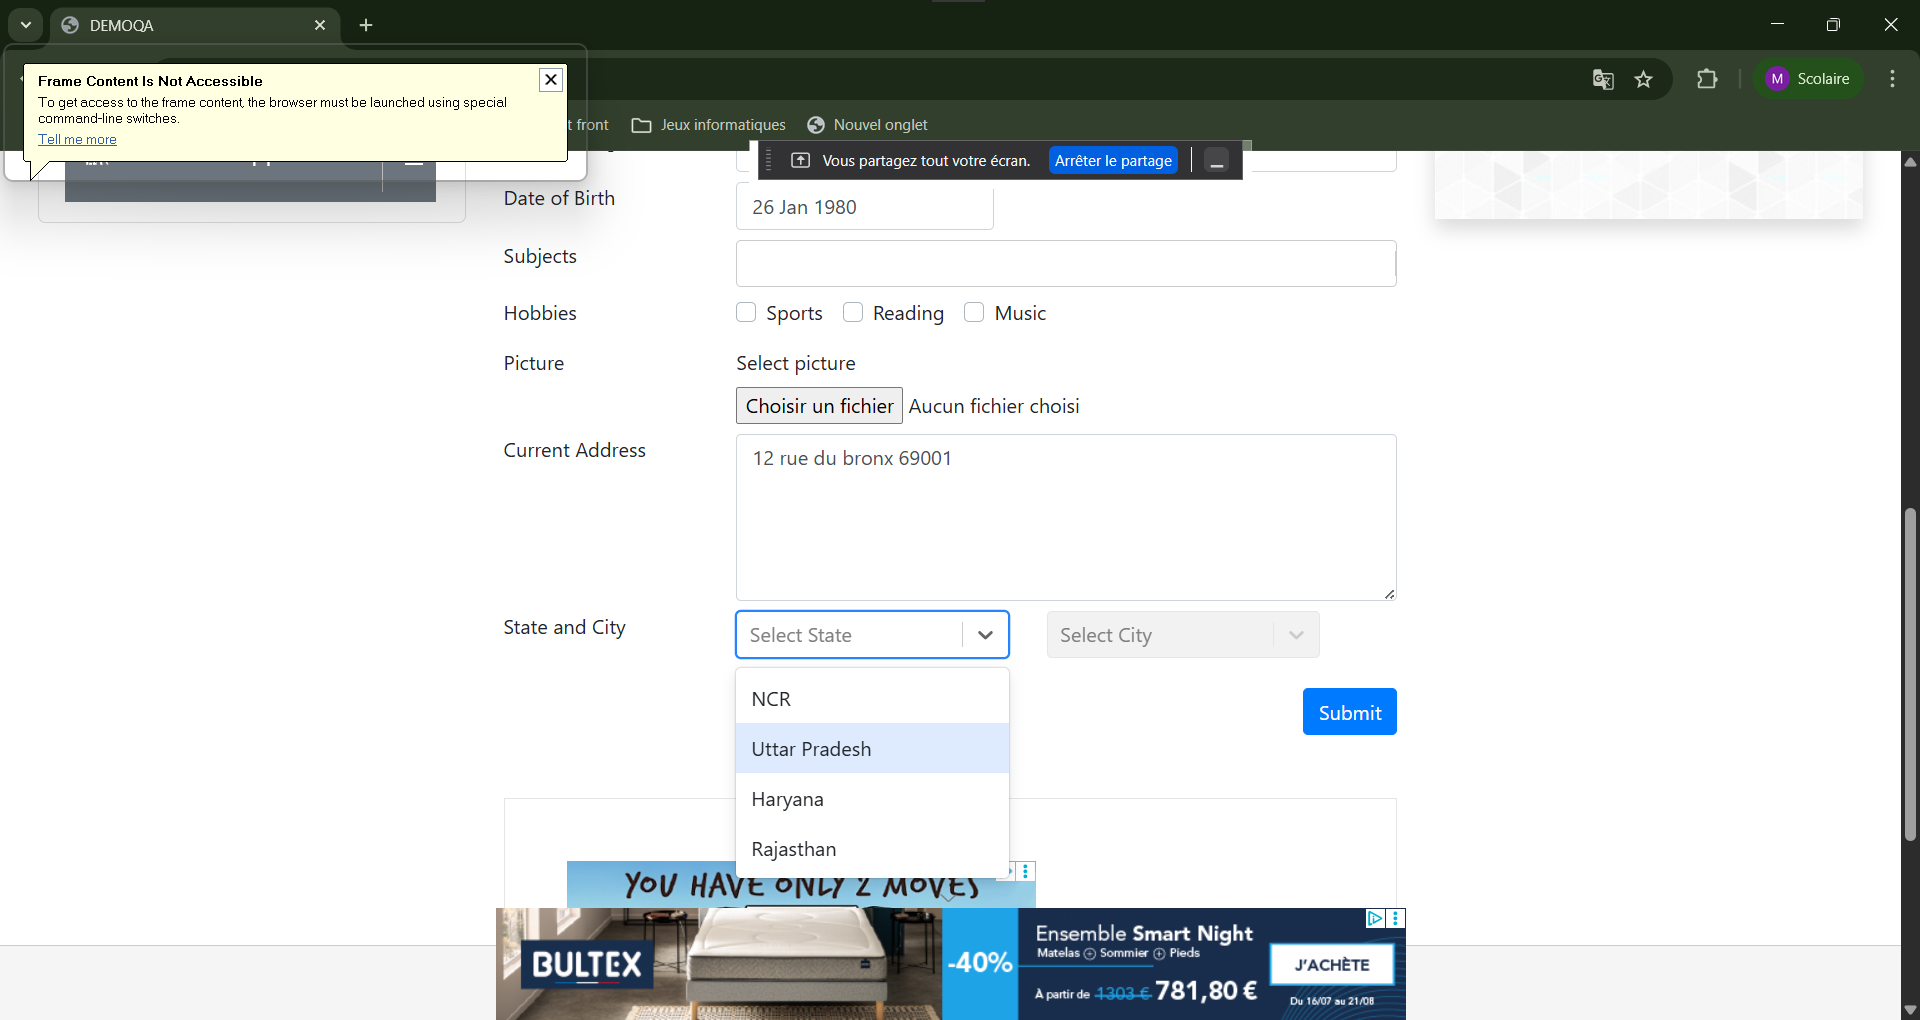 DEMOQA
Frame Content Is Not Accessible
To get access to the frame content, the browser must be launched using special
command-line switches.
Tell me more
M Scolaire
t front
Jeux informatiques
Nouvel onglet
Vous partagez tout votre écran.
Arrêter le partage
Date of Birth
26 Jan 1980
Subjects
Hobbies
Sports
Reading
Music
Picture
Select picture
Choisir un fichier
Aucun fichier choisi
Current Address
12 rue du bronx 69001
State and City
Select State
Select City
NCR
Uttar Pradesh
Haryana
Rajasthan
Submit
YOU HAVE ONLY 2 MOVES
BULTEX
-40%
Ensemble Smart Night
Matelas + Sommier + Pieds
À partir de 1303 € 781,80 €
J'ACHÈTE
Du 16/07 au 21/08